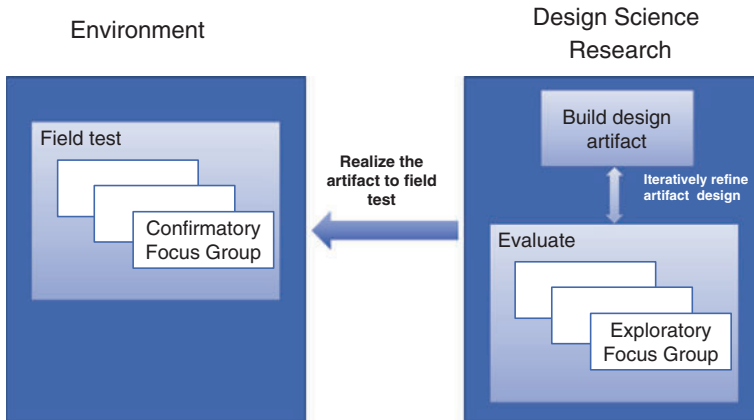 Environment
Design Science
Research
Field test
Confirmatory
Focus Group
Realize the
artifact to field
test
Build design
artifact
Iteratively refine
artifact design
Evaluate
Exploratory
Focus Group